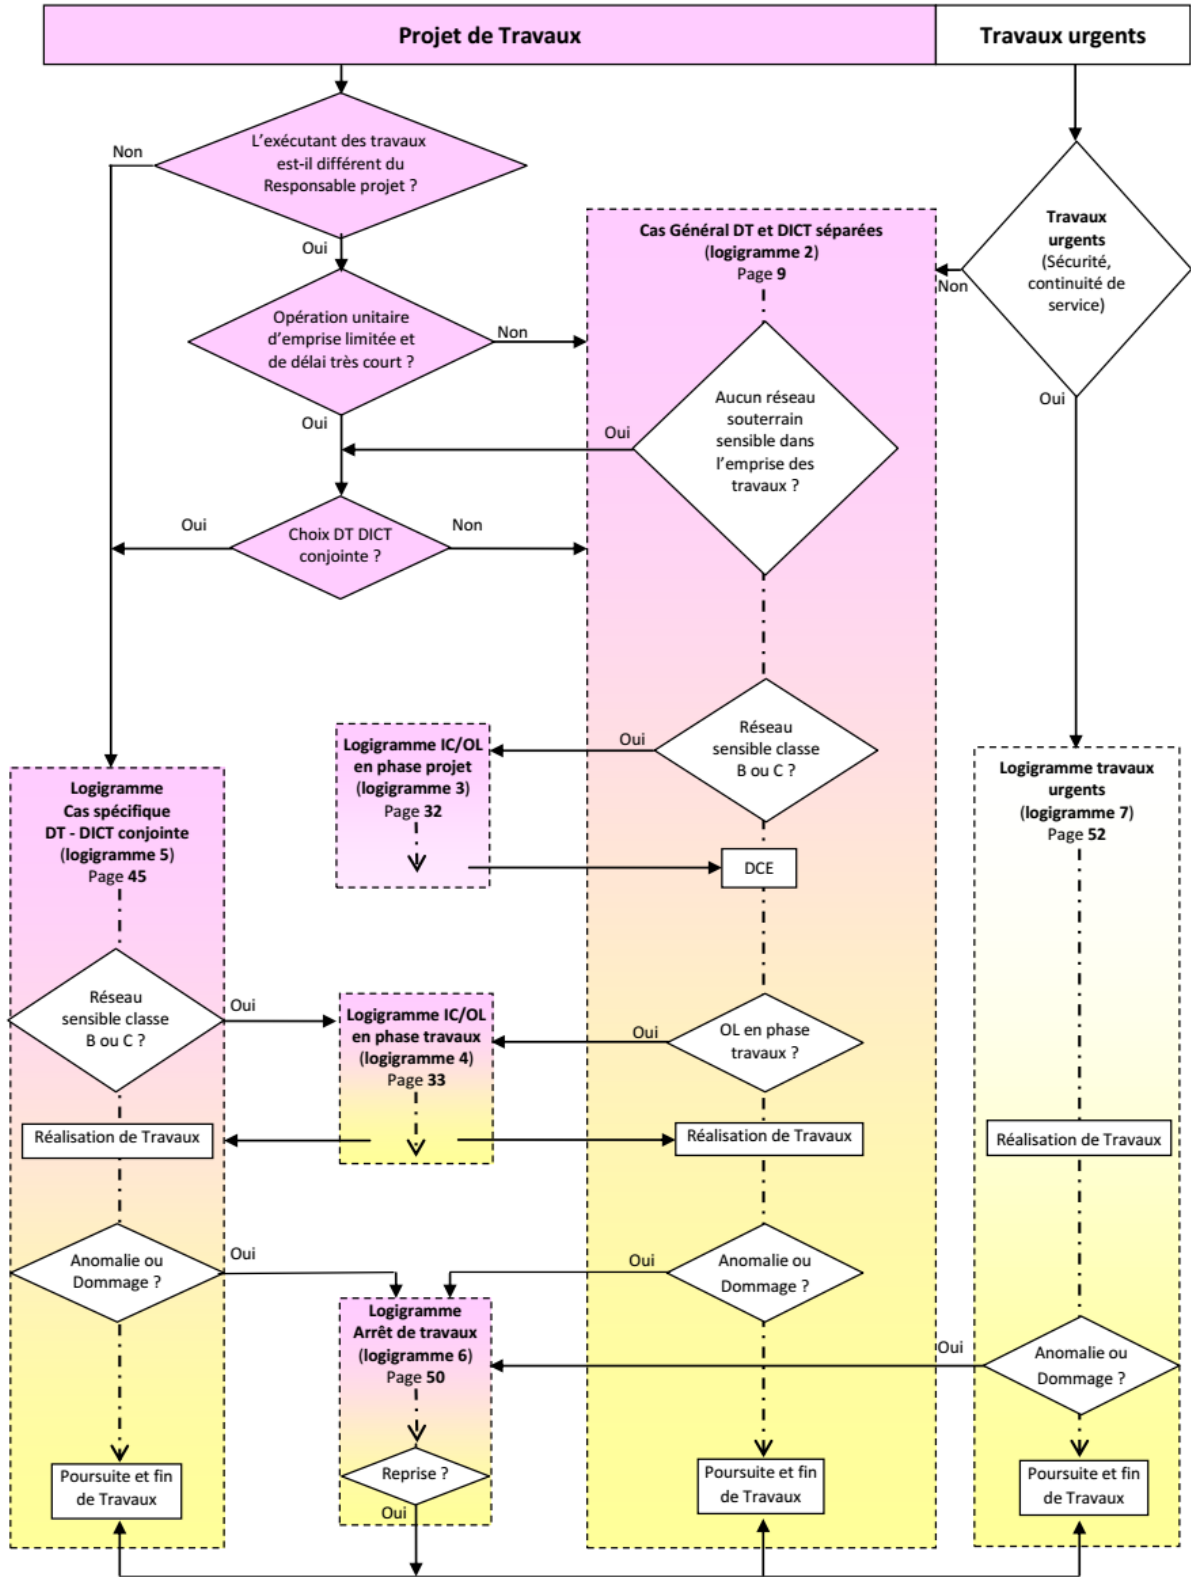 Projet de Travaux
Travaux urgents
L'exécutant des travaux
est-il différent du
Responsable projet ?
Non
Oui
Opération unitaire
d'emprise limitée et
de délai très court ?
Non
Oui
Choix DT DICT
conjointe ?
Oui
Non
Cas Général DT et DICT séparées
(logigramme 2)
Page 9
Aucun réseau
souterrain
sensible dans
l'emprise des
travaux ?
Oui
Travaux
urgents
(Sécurité,
continuité de
service)
Non
Oui
Réseau
sensible classe
B ou C ?
Oui
Logigramme IC/OL
en phase projet
(logigramme 3)
Page 32
DCE
Logigramme
Cas spécifique
DT - DICT conjointe
(logigramme 5)
Page 45
Logigramme travaux
urgents
(logigramme 7)
Page 52
Réseau
sensible classe
B ou C ?
Oui
Logigramme IC/OL
en phase travaux
(logigramme 4)
Page 33
Oui
OL en phase
travaux ?
Réalisation de Travaux
Réalisation de Travaux
Réalisation de Travaux
Anomalie ou
Dommage ?
Oui
Oui
Anomalie ou
Dommage ?
Logigramme
Arrêt de travaux
(logigramme 6)
Page 50
Oui
Anomalie ou
Dommage ?
Reprise ?
Oui
Poursuite et fin
de Travaux
Poursuite et fin
de Travaux
Poursuite et fin
de Travaux